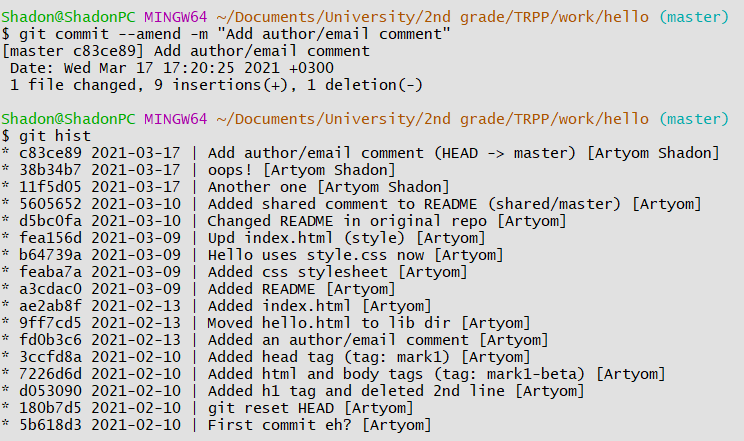 Shadon@ShadonPC MINGW64 ~/Documents/University/2nd grade/TRPP/work/hello (master)
$ git commit --amend -m "Add author/email comment"
[master c83ce89] Add author/email comment
 Date: Wed Mar 17 17:20:25 2021 +0300
 1 file changed, 9 insertions(+), 1 deletion(-)

Shadon@ShadonPC MINGW64 ~/Documents/University/2nd grade/TRPP/work/hello (master)
$ git hist
* c83ce89 2021-03-17 | Add author/email comment (HEAD -> master) [Artyom Shadon]
* 38b34b7 2021-03-17 | oops! [Artyom Shadon]
* 11f5d05 2021-03-17 | Another one [Artyom Shadon]
* 5605652 2021-03-10 | Added shared comment to README (shared/master) [Artyom]
* d5bc0fa 2021-03-10 | Changed README in original repo [Artyom]
* fea156d 2021-03-09 | Upd index.html (style) [Artyom]
* b64739a 2021-03-09 | Hello uses style.css now [Artyom]
* feaba7a 2021-03-09 | Added css stylesheet [Artyom]
* a3cdac0 2021-03-09 | Added README [Artyom]
* ae2ab8f 2021-02-13 | Added index.html [Artyom]
* 9ff7cd5 2021-02-13 | Moved hello.html to lib dir [Artyom]
* fd0b3c6 2021-02-13 | Added an author/email comment [Artyom]
* 3ccfd8a 2021-02-10 | Added head tag (tag: mark1) [Artyom]
* 7226d6d 2021-02-10 | Added html and body tags (tag: mark1-beta) [Artyom]
* d053090 2021-02-10 | Added h1 tag and deleted 2nd line [Artyom]
* 180b7d5 2021-02-10 | git reset HEAD [Artyom]
* 5b618d3 2021-02-10 | First commit eh? [Artyom]